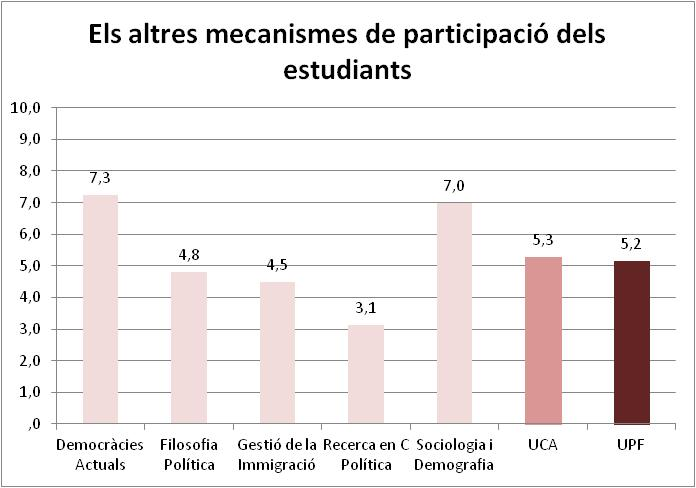 Els altres mecanismes de participació dels
estudiants
10,0
9,0
8,0
7,0
6,0
5,0
4,0
3,0
2,0
1,0
,0
7,3
4,8
4,5
3,1
7,0
5,3
5,2
Democràcies
Actuals
Filosofia
Política
Gestió de la
Immigració
Recerca en C
Política
Sociologia i
Demografia
UCA
UPF